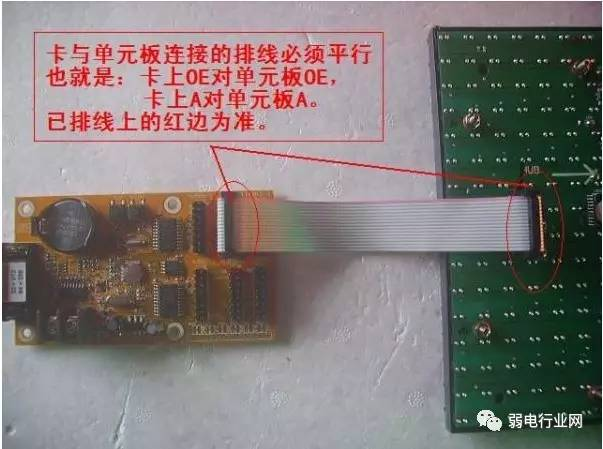 卡与单元板连接的排线必须平行
也就是：卡上OE对单元板OE，
卡上A对单元板A。
已排线上的红边为准。
弱电行业网